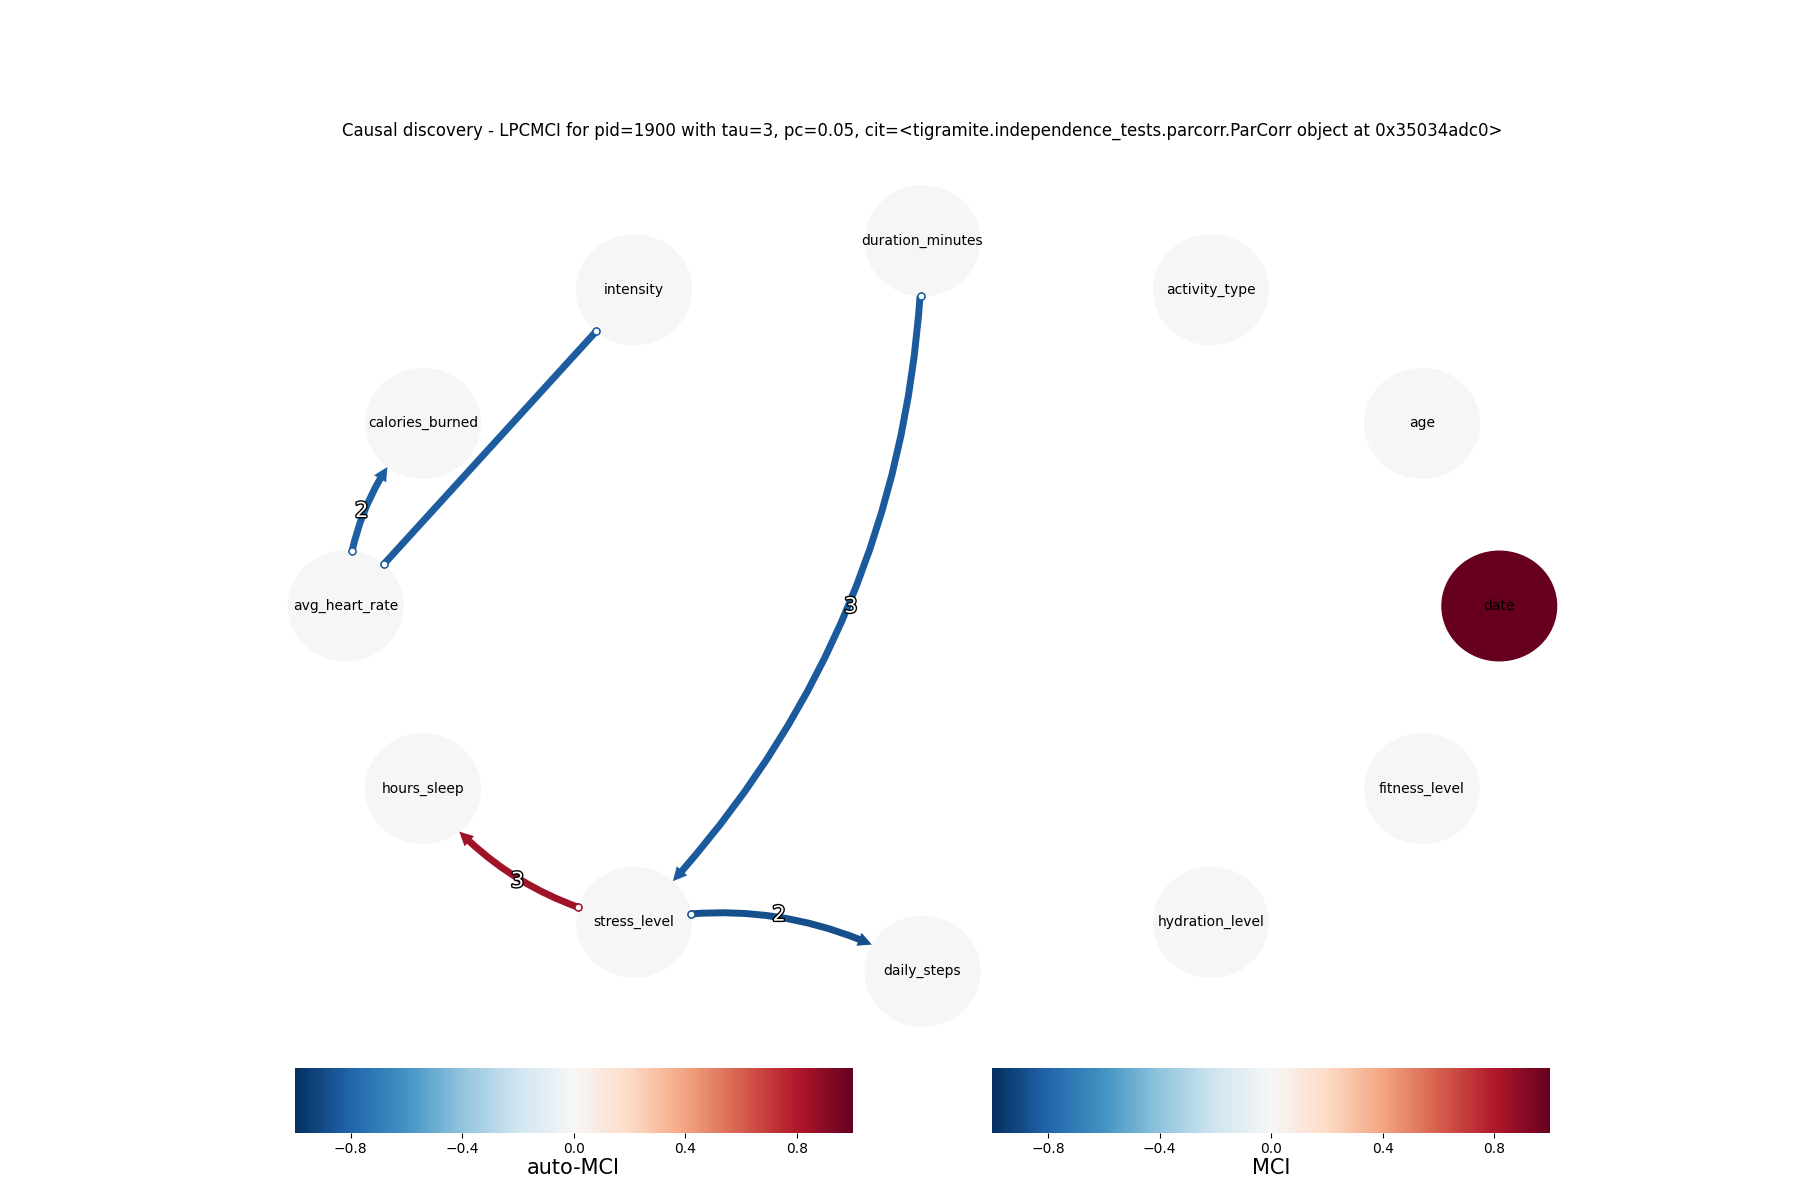 Causal discovery - LPCMCI for pid=1900 with tau=3, pc=0.05, cit=<tigramite.independence_tests.parcorr.ParCorr object at 0x35034adc0>
duration_minutes
intensity
activity_type
calories_burned
age
2
avg_heart_rate
3
date
hours_sleep
fitness_level
3
stress_level
2
hydration_level
daily_steps
−0.8 −0.4 0.0 0.4 0.8
auto-MCI
−0.8 −0.4 0.0 0.4 0.8
MCI